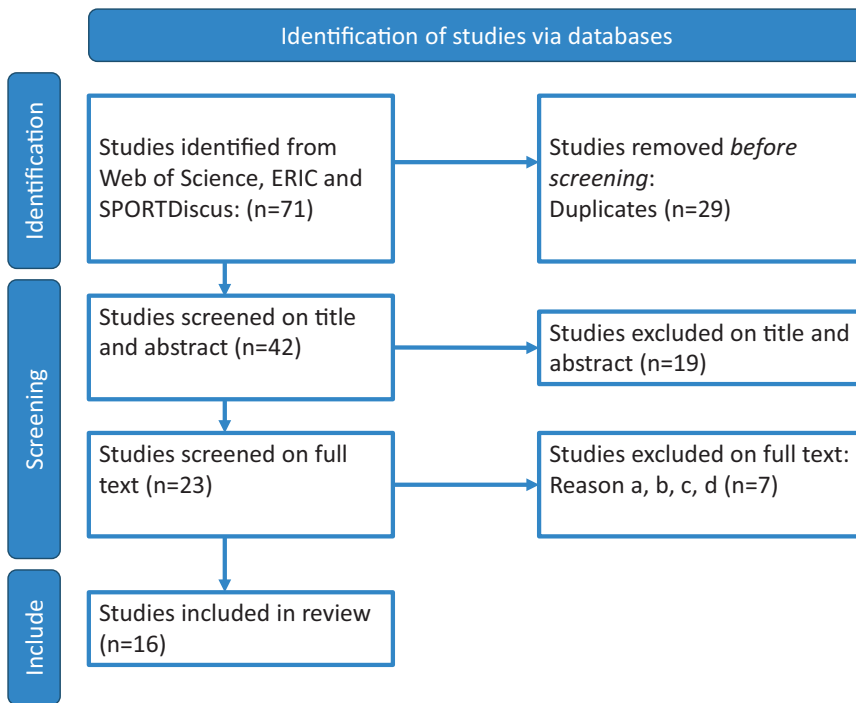 Identification of studies via databases
Identification
Studies identified from
Web of Science, ERIC and
SPORTDiscus: (n=71)
Studies removed before
screening:
Duplicates (n=29)
Screening
Studies screened on title
and abstract (n=42)
Studies excluded on title and
abstract (n=19)
Studies screened on full
text (n=23)
Studies excluded on full text:
Reason a, b, c, d (n=7)
Include
Studies included in review
(n=16)